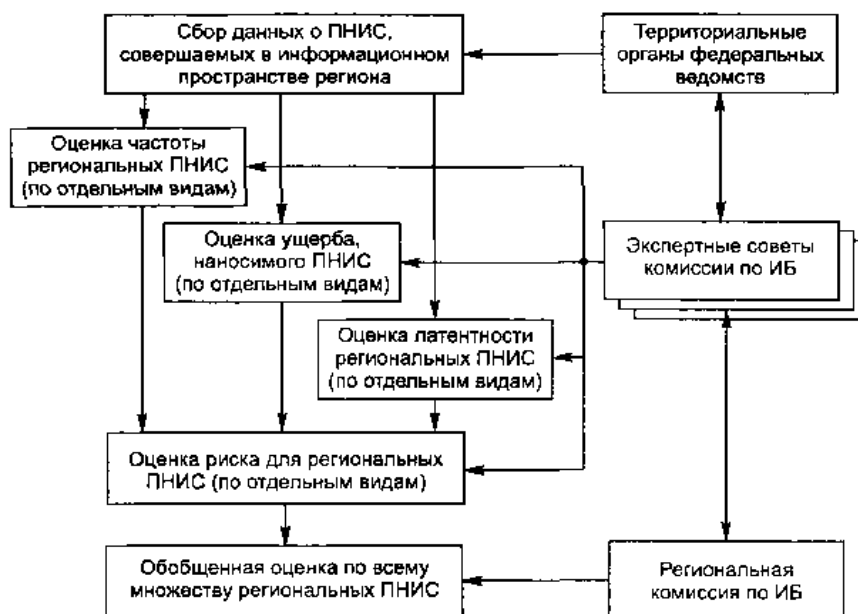 Сбор данных о ПНИС,
совершаемых в информационном
пространстве региона
Территориальные
органы федеральных
ведомств
Оценка частоты
региональных ПНИС
(по отдельным видам)
Оценка ущерба,
наносимого ПНИС
(по отдельным видам)
Экспертные советы
комиссии по ИБ
Оценка латентности
региональных ПНИС
(по отдельным видам)
Оценка риска для региональных
ПНИС (по отдельным видам)
Обобщенная оценка по всему
множеству региональных ПНИС
Региональная
комиссия по ИБ